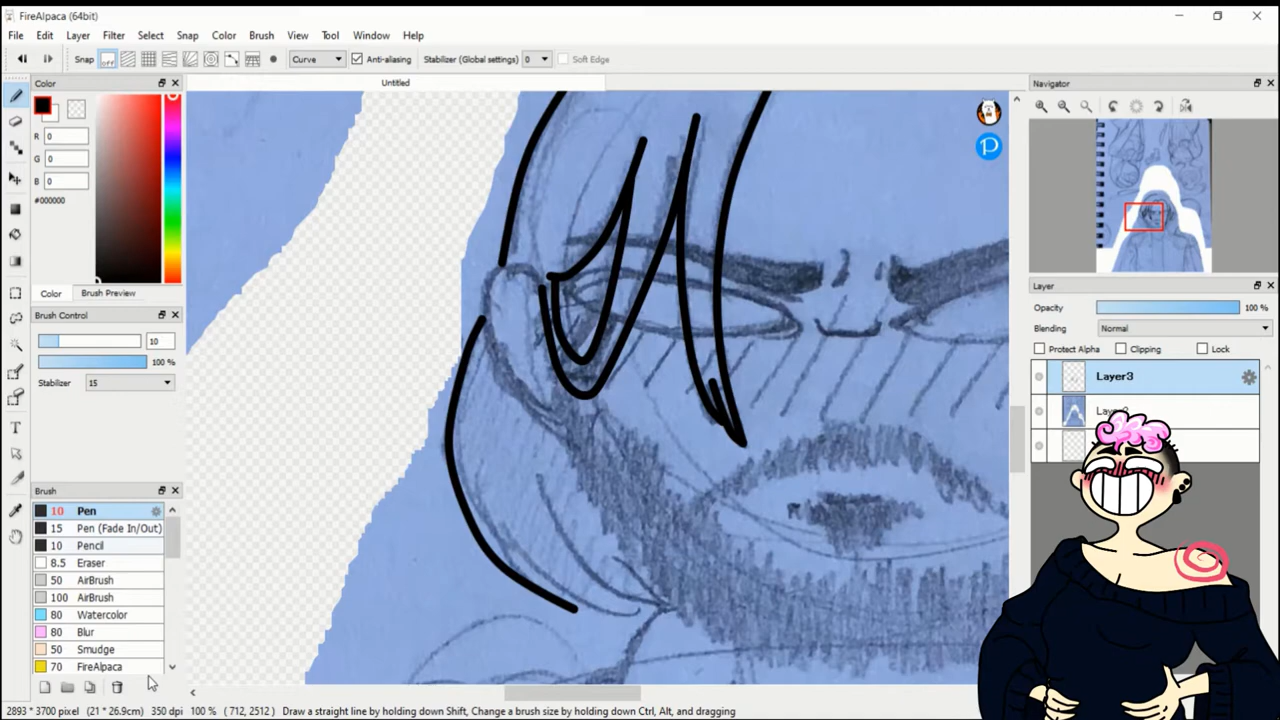 FireAlpaca (64bit)
File Edit Layer Filter Brush Select Snap Color Brush View Tool Window Help
Snap off Curve Anti-aliasing Stabilizer (Global settings) 0 Soft Edge
Color
Untitled
Navigator
R 0
G 0
B 0
#000000
Color Brush Preview
Brush Control
10
100 %
Stabilizer 15
Layer
Opacity 100 %
Blending Normal
Protect Alpha Clipping Lock
Layer3
Brush
10 Pen
15 Pen (Fade In/Out)
10 Pencil
8.5 Eraser
50 AirBrush
100 AirBrush
80 Watercolor
80 Blur
50 Smudge
70 FireAlpaca
2893 * 3700 pixel (21 * 26.9cm) 350 dpi 100 % ( 712, 2512 ) Draw a straight line by holding down Shift, Change a brush size by holding down Ctrl, Alt, and dragging